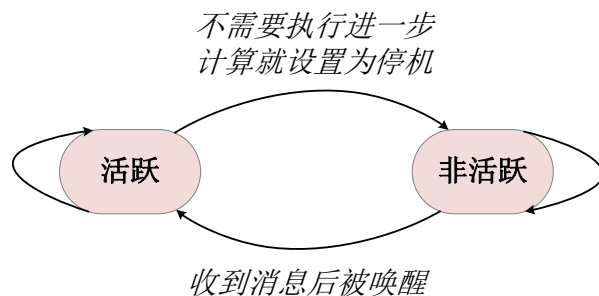 不需要执行进一步
计算就设置为停机
活跃
非活跃
收到消息后被唤醒